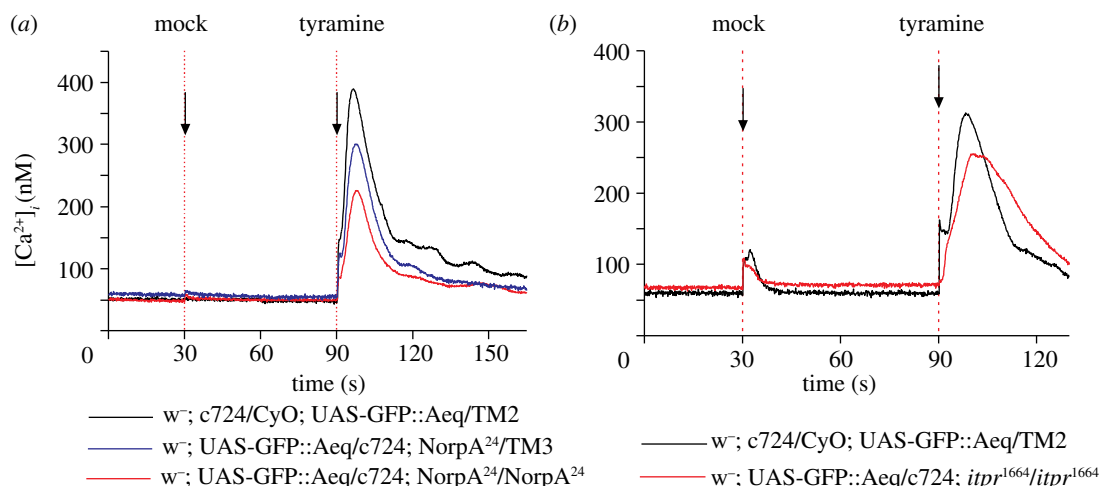 (a)
mock
tyramine
400
300
200
100
0
[Ca²⁺]ᵢ (nM)
30
60
90
120
150
time (s)
w⁻; c724/CyO; UAS-GFP::Aeq/TM2
w⁻; UAS-GFP::Aeq/c724; NorpA²⁴/TM3
w⁻; UAS-GFP::Aeq/c724; NorpA²⁴/NorpA²⁴
(b)
mock
tyramine
400
300
200
100
0
30
60
90
120
time (s)
w⁻; c724/CyO; UAS-GFP::Aeq/TM2
w⁻; UAS-GFP::Aeq/c724; itpr¹⁶⁶⁴/itpr¹⁶⁶⁴